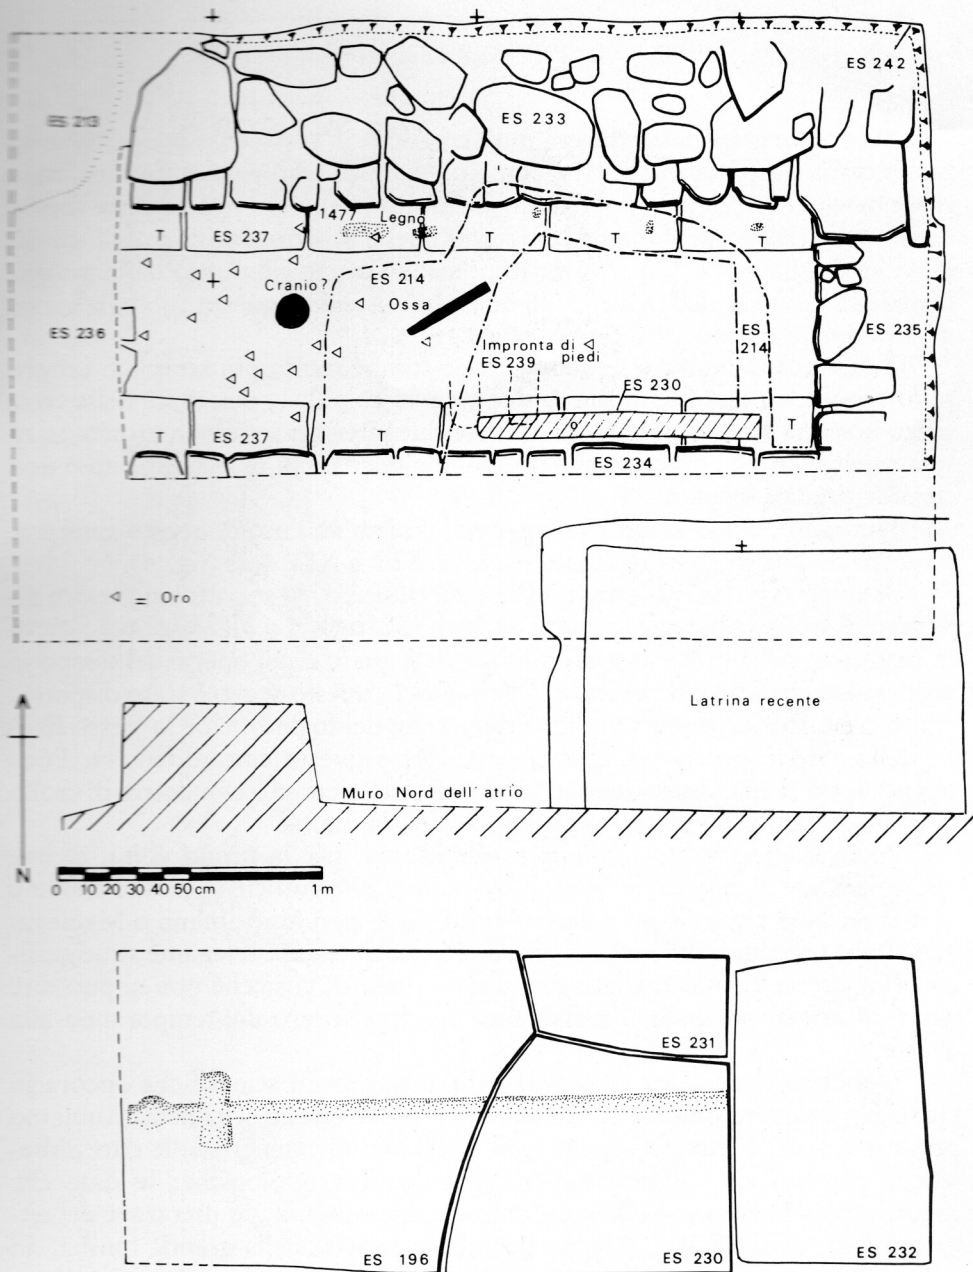 ES 242
ES 213
ES 233
1477 Legno
T ES 237 T T T
Cranio?
ES 214
Ossa
ES 236
Impronta di ◁
piedi
ES 239
ES 214
ES 235
ES 230
T ES 237 T
ES 234
◁ = Oro
Latrina recente
Muro Nord dell'atrio
A
N
0 10 20 30 40 50 cm 1 m
ES 231
ES 196
ES 230
ES 232